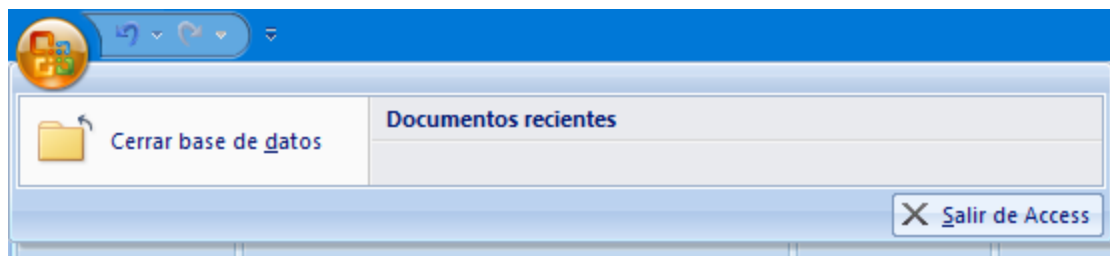 Documentos recientes
Cerrar base de datos
Salir de Access